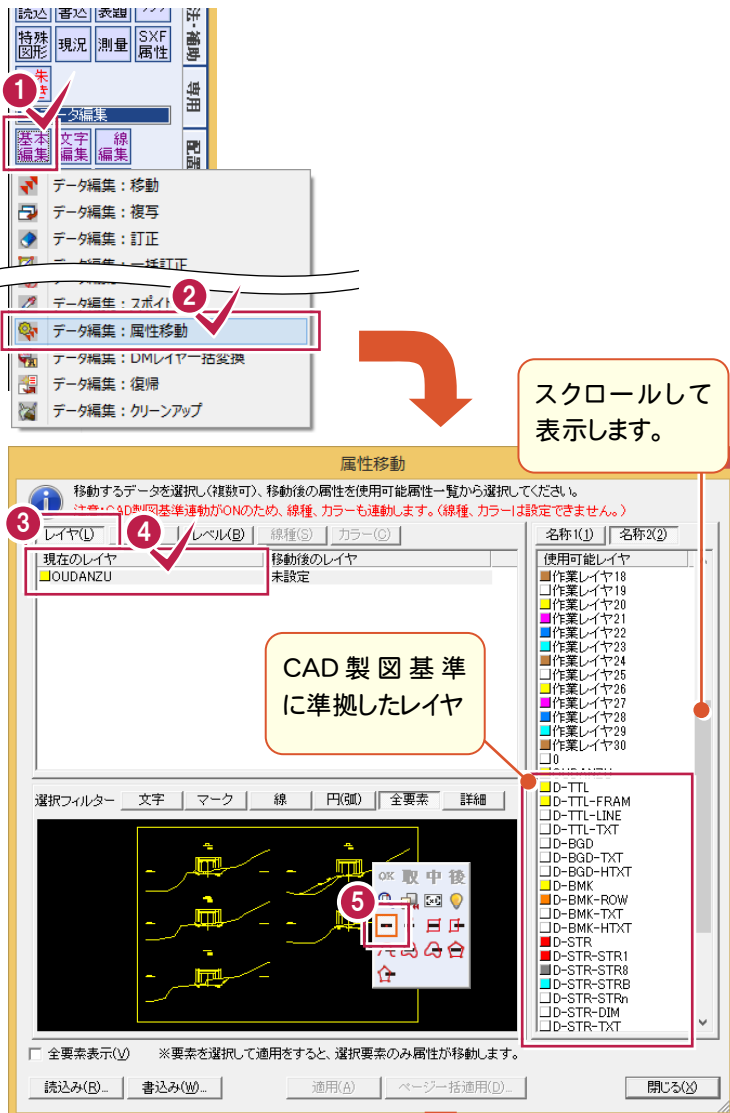 読込 書込 表題
特殊図形 現況 測量 SXF属性
法・補助
専用
1
データ編集
基本編集 文字編集 線編集
配置
データ編集：移動
データ編集：複写
データ編集：訂正
データ編集：一括訂正
2
データ編集：スポイト
データ編集：属性移動
データ編集：DMレイヤ一括変換
データ編集：復帰
データ編集：クリーンアップ
スクロールして
表示します。
属性移動
移動するデータを選択し(複数可)、移動後の属性を使用可能属性一覧から選択してください。
注意：CAD製図基準連動がONのため、線種、カラーも連動します。(線種、カラーは設定できません。)
3 4
レイヤ(L) レベル(B) 線種(S) カラー(C)
現在のレイヤ 移動後のレイヤ
OUDANZU 未設定
名称1(1) 名称2(2)
使用可能レイヤ
作業レイヤ18
作業レイヤ19
作業レイヤ20
作業レイヤ21
作業レイヤ22
作業レイヤ23
作業レイヤ24
作業レイヤ25
作業レイヤ26
作業レイヤ27
作業レイヤ28
作業レイヤ29
作業レイヤ30
0
OUDANZU
D-TTL
D-TTL-FRAM
D-TTL-LINE
D-TTL-TXT
D-BGD
D-BGD-TXT
D-BGD-HTXT
D-BMK
D-BMK-ROW
D-BMK-TXT
D-BMK-HTXT
D-STR
D-STR-STR1
D-STR-STR8
D-STR-STRB
D-STR-STRn
D-STR-DIM
D-STR-TXT
CAD製図基準
に準拠したレイヤ
選択フィルター 文字 マーク 線 円(弧) 全要素 詳細
OK 取 中 後
5
全要素表示(V) ※要素を選択して適用をすると、選択要素のみ属性が移動します。
読込み(R)... 書込み(W)... 適用(A) ページ一括適用(D)... 閉じる(X)